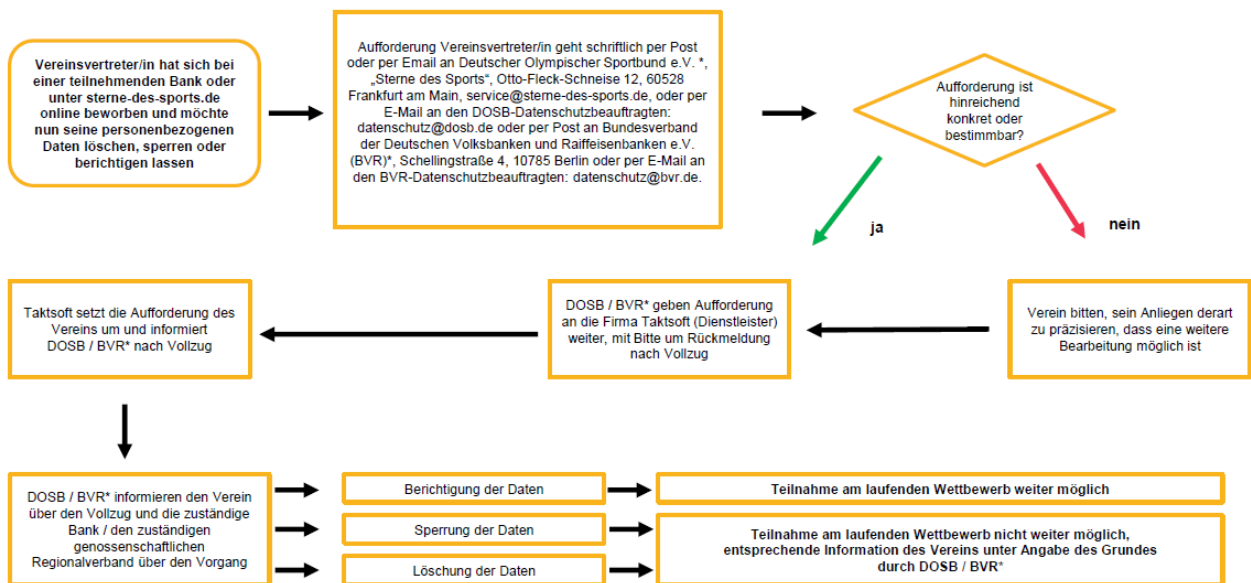 Vereinsvertreter/in hat sich bei
einer teilnehmenden Bank oder
unter sterne-des-sports.de
online beworben und möchte
nun seine personenbezogenen
Daten löschen, sperren oder
berichtigen lassen
Aufforderung Vereinsvertreter/in geht schriftlich per Post
oder per Email an Deutscher Olympischer Sportbund e.V. *,
„Sterne des Sports“, Otto-Fleck-Schneise 12, 60528
Frankfurt am Main, service@sterne-des-sports.de, oder per
E-Mail an den DOSB-Datenschutzbeauftragten:
datenschutz@dosb.de oder per Post an Bundesverband
der Deutschen Volksbanken und Raiffeisenbanken e.V.
(BVR)*, Schellingstraße 4, 10785 Berlin oder per E-Mail an
den BVR-Datenschutzbeauftragten: datenschutz@bvr.de.
Aufforderung ist
hinreichend
konkret oder
bestimmbar?
ja
nein
Taktsoft setzt die Aufforderung des
Vereins um und informiert
DOSB / BVR* nach Vollzug
DOSB / BVR* geben Aufforderung
an die Firma Taktsoft (Dienstleister)
weiter, mit Bitte um Rückmeldung
nach Vollzug
Verein bitten, sein Anliegen derart
zu präzisieren, dass eine weitere
Bearbeitung möglich ist
DOSB / BVR* informieren den Verein
über den Vollzug und die zuständige
Bank / den zuständigen
genossenschaftlichen
Regionalverband über den Vorgang
Berichtigung der Daten
Teilnahme am laufenden Wettbewerb weiter möglich
Sperrung der Daten
Löschung der Daten
Teilnahme am laufenden Wettbewerb nicht weiter möglich,
entsprechende Information des Vereins unter Angabe des Grundes
durch DOSB / BVR*